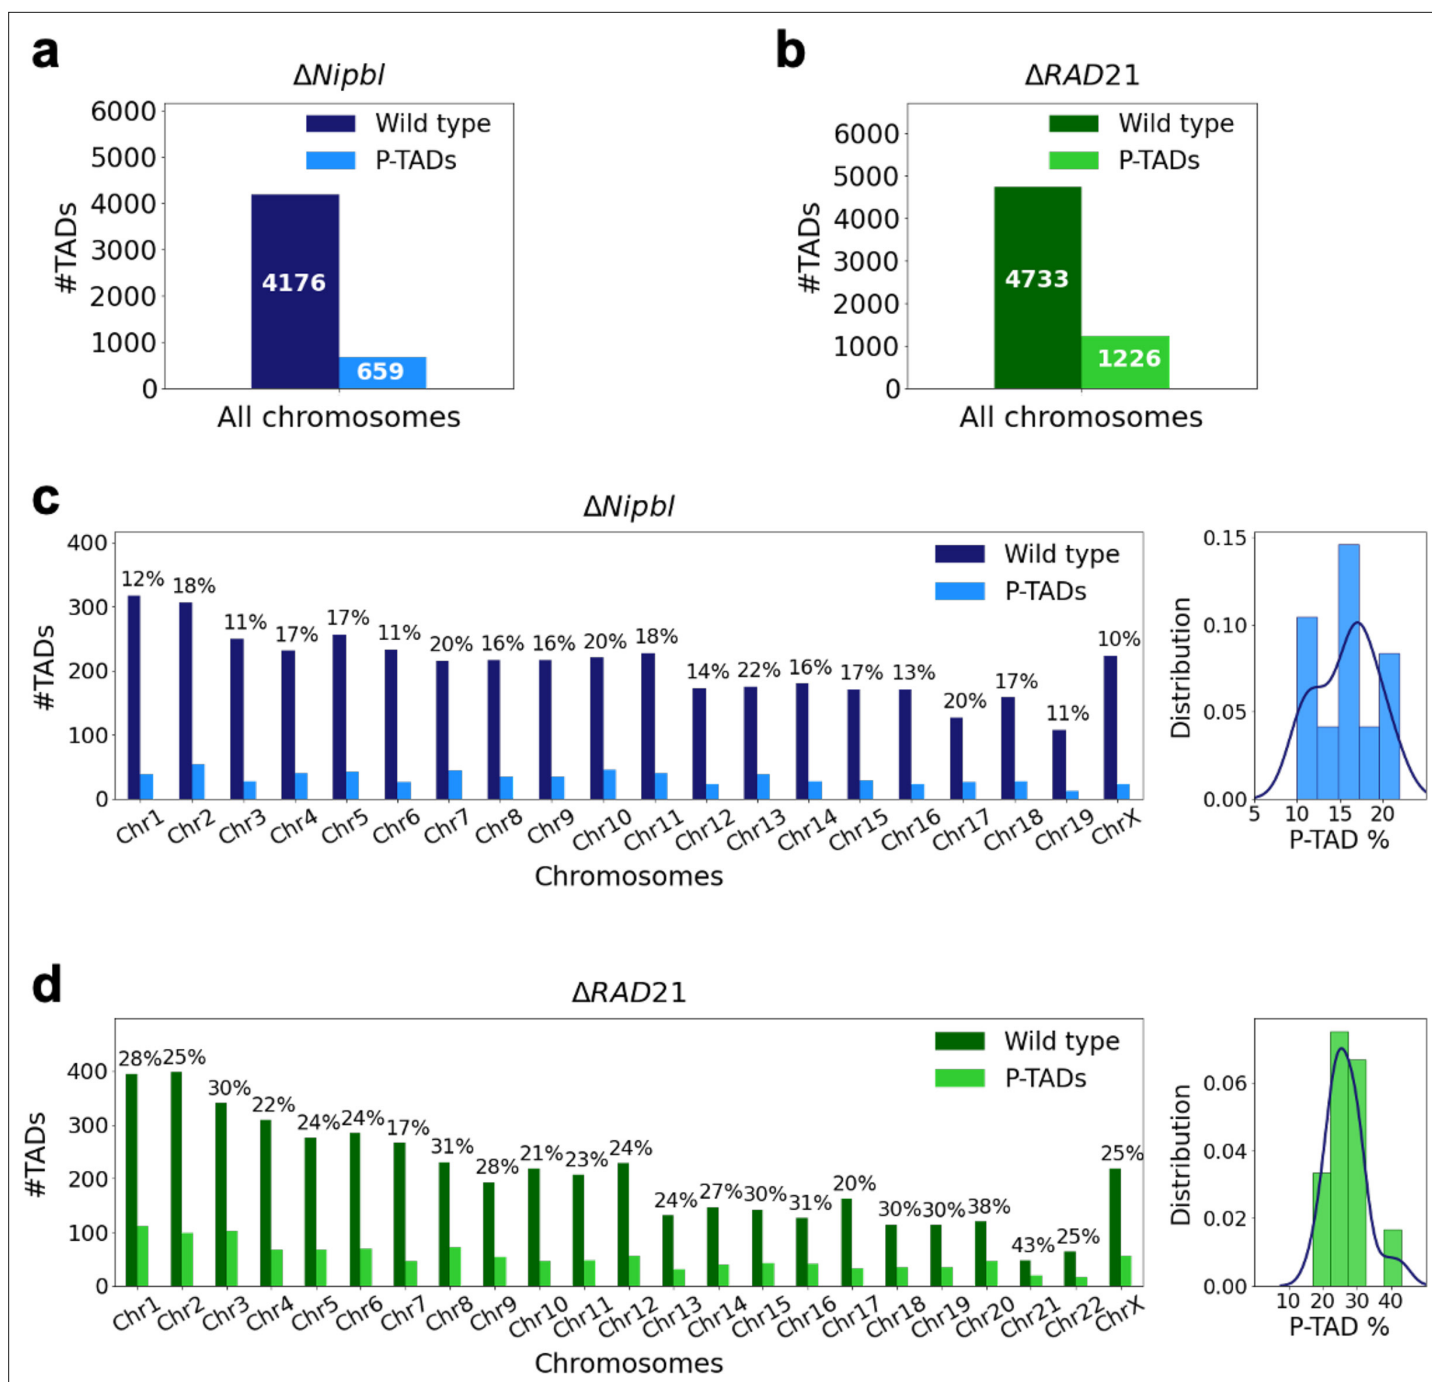 a
ΔNipbl
Wild type
P-TADs
6000
5000
4000
3000
2000
1000
0
#TADs
4176
659
All chromosomes
b
ΔRAD21
Wild type
P-TADs
6000
5000
4000
3000
2000
1000
0
#TADs
4733
1226
All chromosomes
c
ΔNipbl
Wild type
P-TADs
400
300
200
100
0
#TADs
12% 18% 11% 17% 17% 11% 20% 16% 16% 20% 18% 14% 22% 16% 17% 13% 20% 17% 11% 10%
Chr1 Chr2 Chr3 Chr4 Chr5 Chr6 Chr7 Chr8 Chr9 Chr10 Chr11 Chr12 Chr13 Chr14 Chr15 Chr16 Chr17 Chr18 Chr19 ChrX
Chromosomes
0.15
0.10
0.05
0.00
Distribution
5 10 15 20
P-TAD %
d
ΔRAD21
Wild type
P-TADs
400
300
200
100
0
#TADs
28% 25% 30% 22% 24% 24% 17% 31% 28% 21% 23% 24% 24% 27% 30% 31% 20% 30% 30% 38% 43% 25% 25%
Chr1 Chr2 Chr3 Chr4 Chr5 Chr6 Chr7 Chr8 Chr9 Chr10 Chr11 Chr12 Chr13 Chr14 Chr15 Chr16 Chr17 Chr18 Chr19 Chr20 Chr21 Chr22 ChrX
Chromosomes
0.06
0.04
0.02
0.00
Distribution
10 20 30 40
P-TAD %